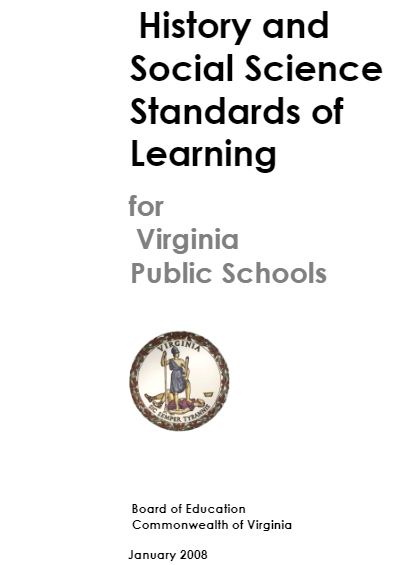 History and
Social Science
Standards of
Learning
for
Virginia
Public Schools
VIRGINIA
SIC SEMPER TYRANNIS
Board of Education
Commonwealth of Virginia
January 2008